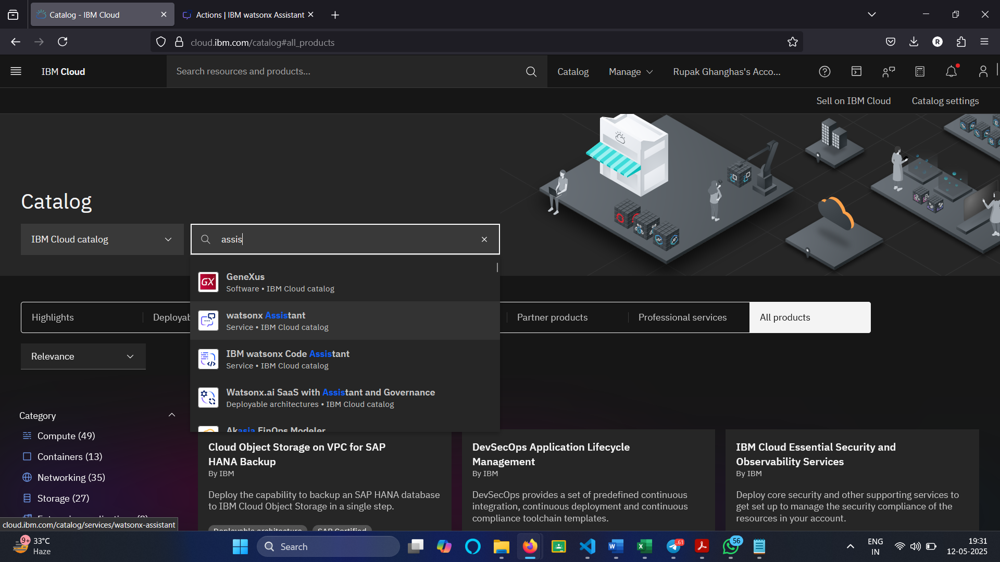 Catalog - IBM Cloud
Actions | IBM watsonx Assistant
cloud.ibm.com/catalog#all_products
R
IBM Cloud
Search resources and products...
Catalog
Manage
Rupak Ghanghas's Acco...
Sell on IBM Cloud
Catalog settings
Catalog
IBM Cloud catalog
assis
GX
GeneXus
Software • IBM Cloud catalog
watsonx Assistant
Service • IBM Cloud catalog
IBM watsonx Code Assistant
Service • IBM Cloud catalog
Watsonx.ai SaaS with Assistant and Governance
Deployable architectures • IBM Cloud catalog
Akasia FinOps Modeler
Highlights
Deployab
Partner products
Professional services
All products
Relevance
Category
Compute (49)
Containers (13)
Networking (35)
Storage (27)
cloud.ibm.com/catalog/services/watsonx-assistant
Cloud Object Storage on VPC for SAP
HANA Backup
By IBM
Deploy the capability to backup an SAP HANA database
to IBM Cloud Object Storage in a single step.
Deployable architecture
SAP Certified
DevSecOps Application Lifecycle
Management
By IBM
DevSecOps provides a set of predefined continuous
integration, continuous deployment and continuous
compliance toolchain templates.
IBM Cloud Essential Security and
Observability Services
By IBM
Deploy core security and other supporting services to
get set up to manage the security compliance of the
resources in your account.
9+
33°C
Haze
Search
61
56
ENG
IN
19:31
12-05-2025